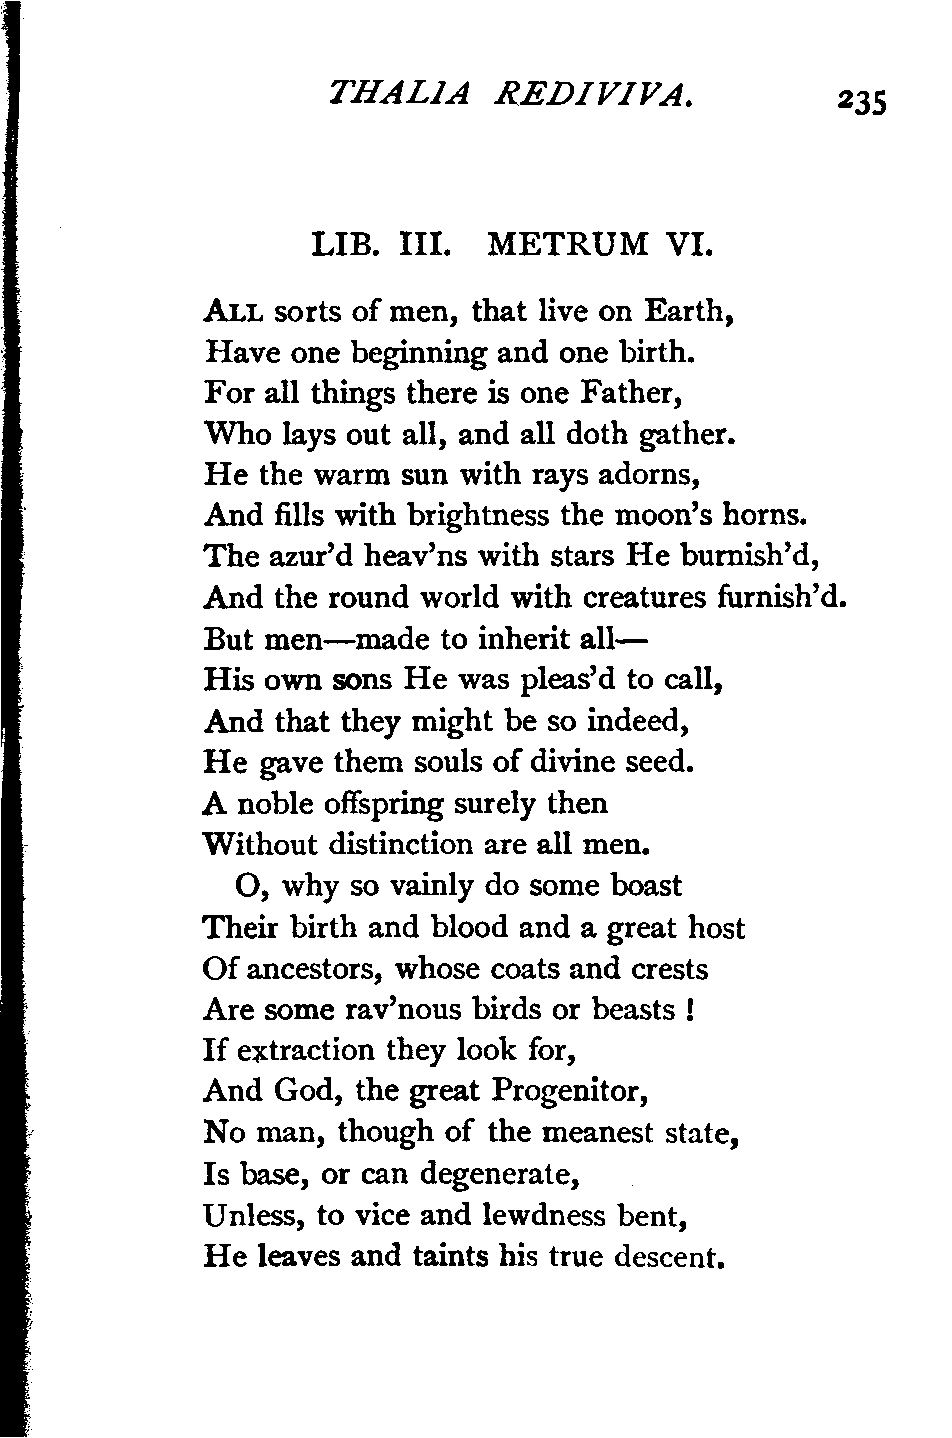 THALIA REDIVIVA. 235
LIB. III. METRUM VI.
ALL sorts of men, that live on Earth,
Have one beginning and one birth.
For all things there is one Father,
Who lays out all, and all doth gather.
He the warm sun with rays adorns,
And fills with brightness the moon's horns.
The azur'd heav'ns with stars He burnish'd,
And the round world with creatures furnish'd.
But men—made to inherit all—
His own sons He was pleas'd to call,
And that they might be so indeed,
He gave them souls of divine seed.
A noble offspring surely then
Without distinction are all men.
O, why so vainly do some boast
Their birth and blood and a great host
Of ancestors, whose coats and crests
Are some rav'nous birds or beasts !
If extraction they look for,
And God, the great Progenitor,
No man, though of the meanest state,
Is base, or can degenerate,
Unless, to vice and lewdness bent,
He leaves and taints his true descent.